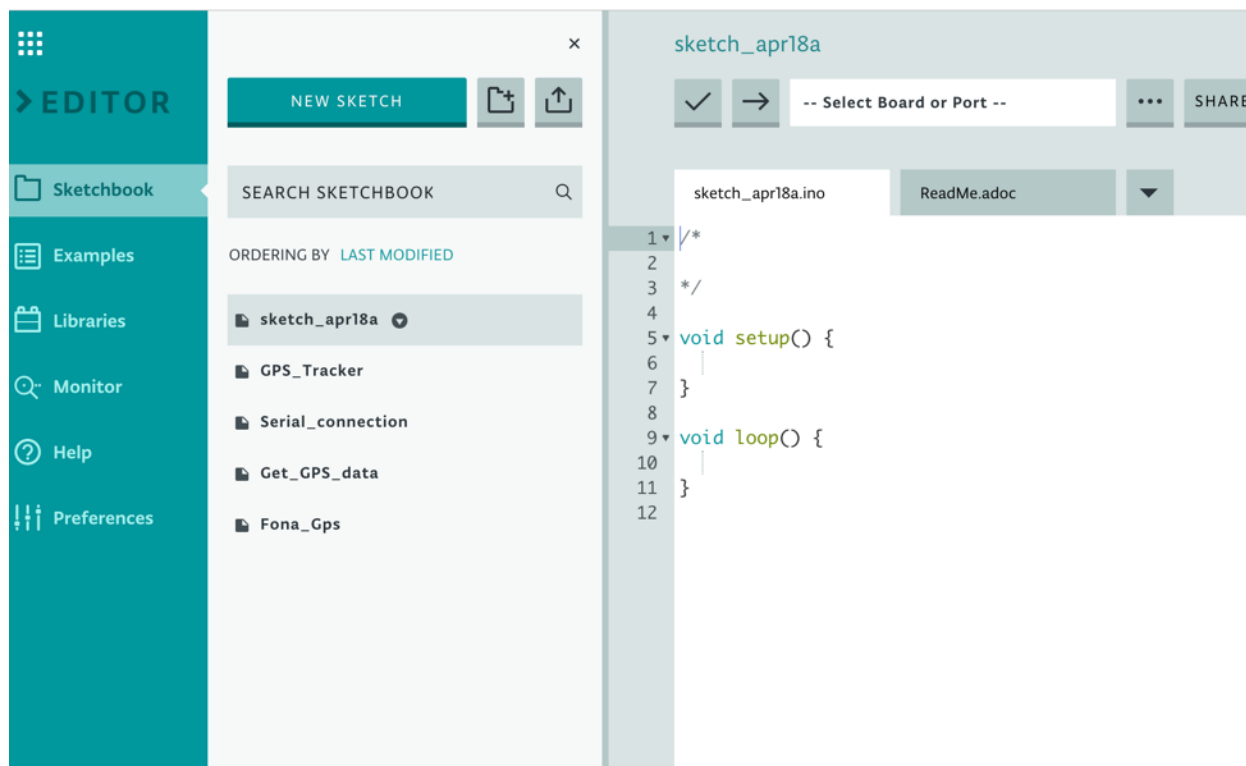 >EDITOR
Sketchbook
Examples
Libraries
Monitor
Help
Preferences
NEW SKETCH
SEARCH SKETCHBOOK
ORDERING BY LAST MODIFIED
sketch_apr18a
GPS_Tracker
Serial_connection
Get_GPS_data
Fona_Gps
sketch_apr18a
-- Select Board or Port --
SHARE
sketch_apr18a.ino
ReadMe.adoc
1 /*
2
3 */
4
5 void setup() {
6
7 }
8
9 void loop() {
10
11 }
12